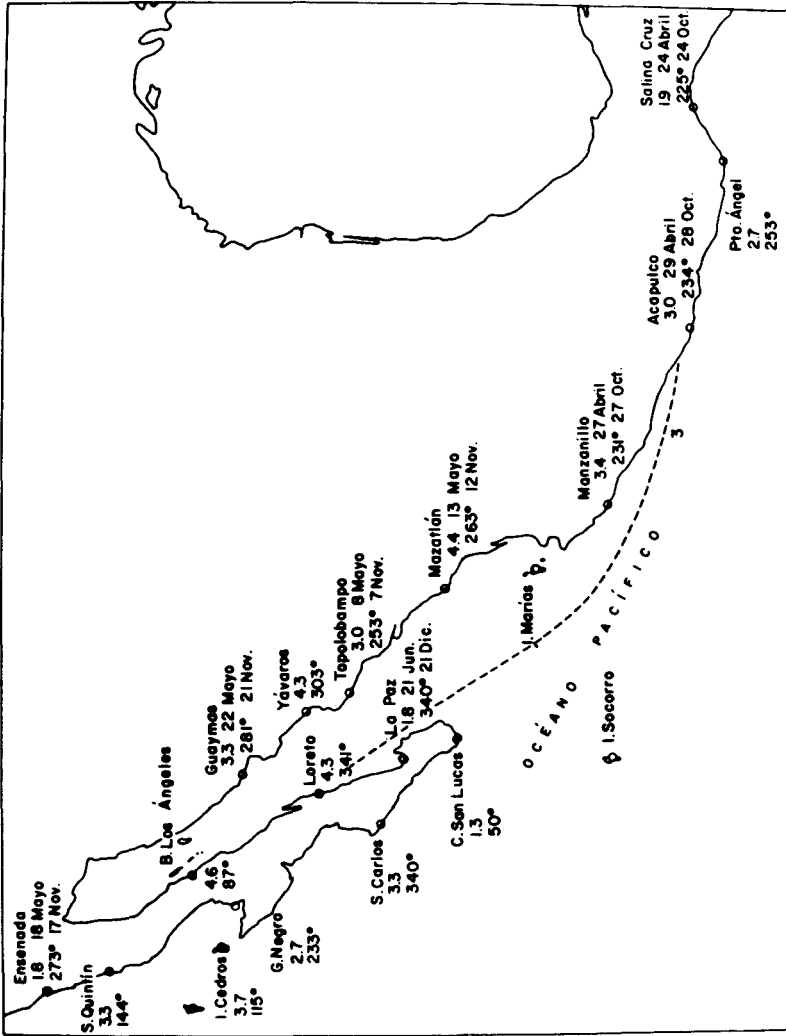 Ensenada
1.8 18 Mayo
273° 17 Nov.
S. Quintín
3.3
144°
I. Cedros
3.7
115°
G. Negro
2.7
233°
B. Los Ángeles
4.6
87°
Guaymas
3.3 22 Mayo
281° 21 Nov.
Yávaros
4.3
303°
Loreto
4.3
341°
Topolobampo
3.0 8 Mayo
253° 7 Nov.
La Paz
1.8 21 Jun.
340° 21 Dic.
S. Carlos
3.3
340°
C. San Lucas
1.3
50°
Mazatlán
4.4 13 Mayo
263° 12 Nov.
I. Marías
OCÉANO PACÍFICO
I. Socorro
Manzanillo
3.4 27 Abril
231° 27 Oct.
3
Acapulco
3.0 29 Abril
234° 28 Oct.
Pto. Ángel
2.7
253°
Salina Cruz
1.9 24 Abril
225° 24 Oct.